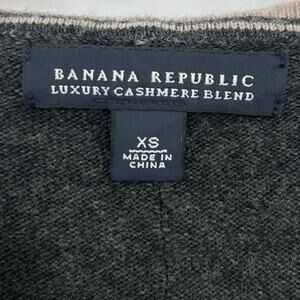 BANANA REPUBLIC
LUXURY CASHMERE BLEND
XS
MADE IN
CHINA